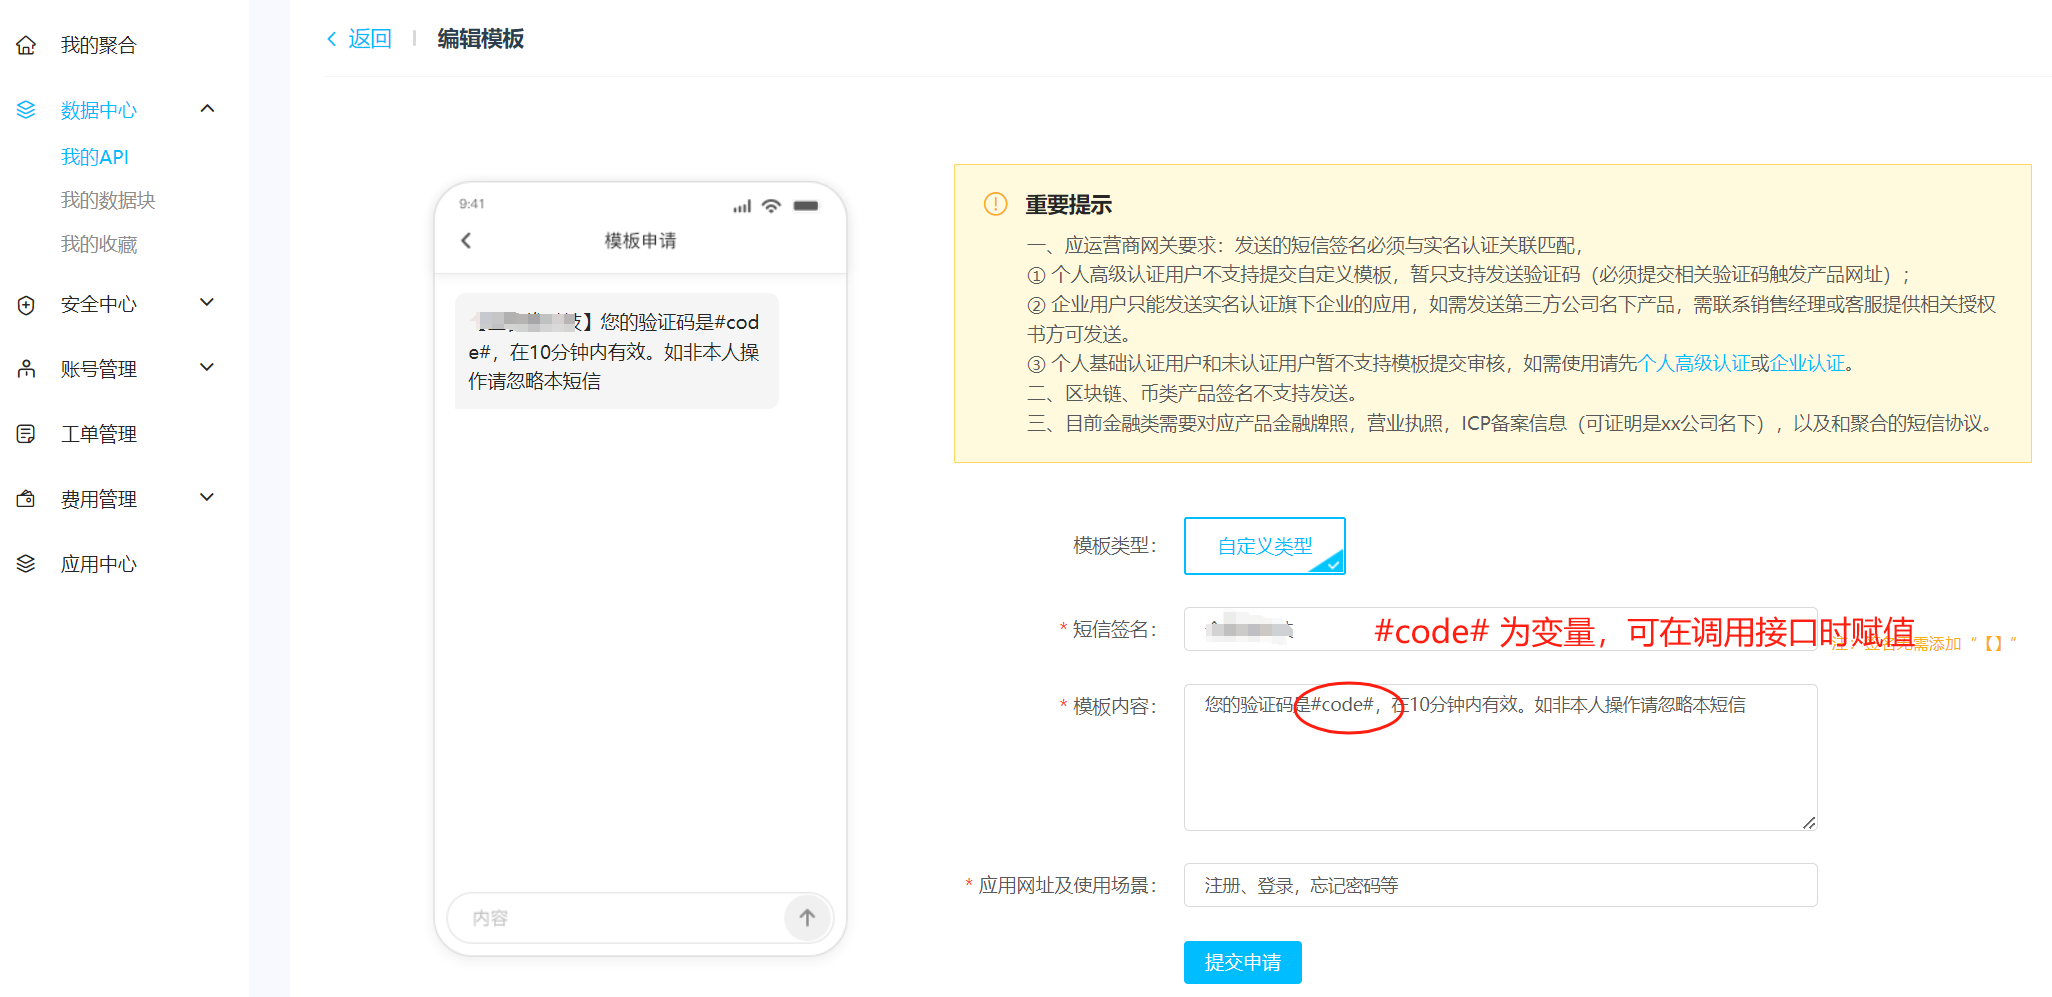 我的聚合
数据中心
我的API
我的数据块
我的收藏
安全中心
账号管理
工单管理
费用管理
应用中心
返回 | 编辑模板
9:41
模板申请
】您的验证码是#cod
e#，在10分钟内有效。如非本人操
作请忽略本短信
内容
重要提示
一、应运营商网关要求：发送的短信签名必须与实名认证关联匹配，
① 个人高级认证用户不支持提交自定义模板，暂只支持发送验证码（必须提交相关验证码触发产品网址）；
② 企业用户只能发送实名认证旗下企业的应用，如需发送第三方公司名下产品，需联系销售经理或客服提供相关授权
书方可发送。
③ 个人基础认证用户和未认证用户暂不支持模板提交审核，如需使用请先个人高级认证或企业认证。
二、区块链、币类产品签名不支持发送。
三、目前金融类需要对应产品金融牌照，营业执照，ICP备案信息（可证明是xx公司名下），以及和聚合的短信协议。
模板类型：
自定义类型
* 短信签名：
#code# 为变量，可在调用接口时赋值
注：签名无需添加“【】”
* 模板内容：
您的验证码是#code#，在10分钟内有效。如非本人操作请忽略本短信
* 应用网址及使用场景：
注册、登录，忘记密码等
提交申请